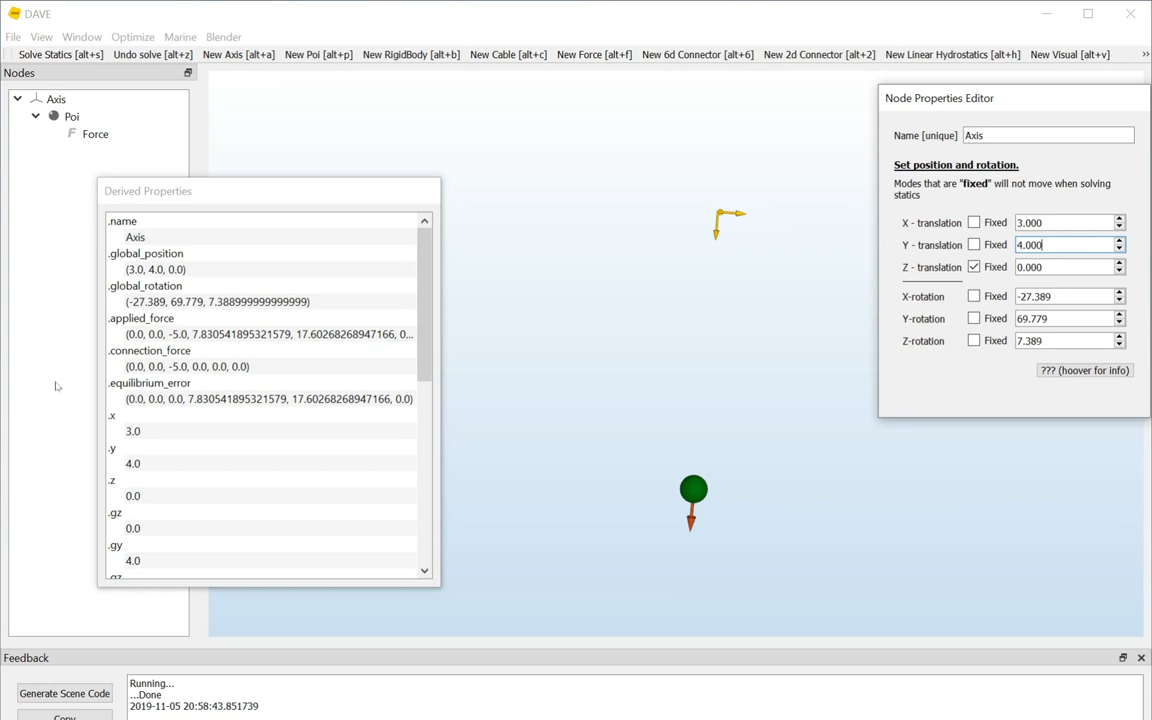 DAVE
File View Window Optimize Marine Blender
Solve Statics [alt+s] Undo solve [alt+z] New Axis [alt+a] New Poi [alt+p] New RigidBody [alt+b] New Cable [alt+c] New Force [alt+f] New 6d Connector [alt+6] New 2d Connector [alt+2] New Linear Hydrostatics [alt+h] New Visual [alt+v] »
Nodes
Axis
Poi
F Force
Derived Properties
.name
Axis
.global_position
(3.0, 4.0, 0.0)
.global_rotation
(-27.389, 69.779, 7.388999999999999)
.applied_force
(0.0, 0.0, -5.0, 7.830541895321579, 17.60268268947166, 0...
.connection_force
(0.0, 0.0, -5.0, 0.0, 0.0, 0.0)
.equilibrium_error
(0.0, 0.0, 0.0, 7.830541895321579, 17.60268268947166, 0.0)
.x
3.0
.y
4.0
.z
0.0
.gz
0.0
.gy
4.0
Node Properties Editor
Name [unique] Axis
Set position and rotation.
Modes that are "fixed" will not move when solving
statics
X - translation Fixed 3.000
Y - translation Fixed 4.000
Z - translation Fixed 0.000
X-rotation Fixed -27.389
Y-rotation Fixed 69.779
Z-rotation Fixed 7.389
??? (hoover for info)
Feedback
Generate Scene Code
Copy
Running...
...Done
2019-11-05 20:58:43.851739